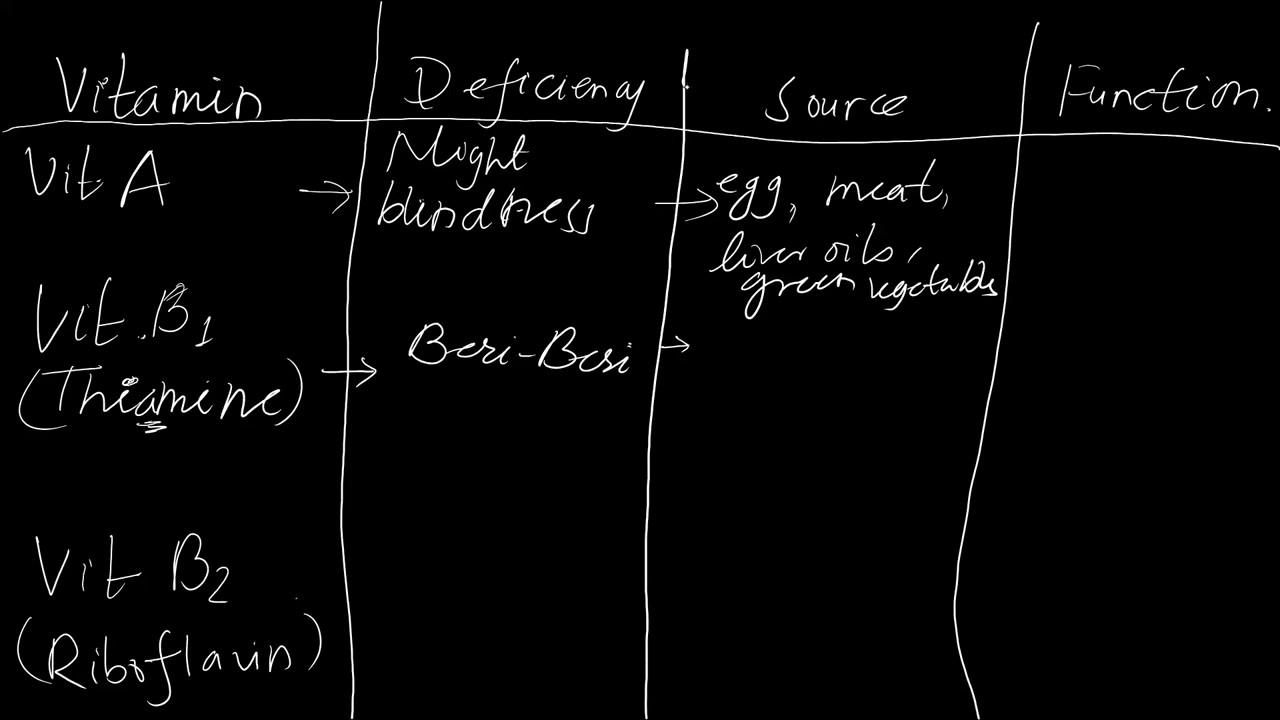 Vitamin Deficiency Source Function.
Vit A → Night blindness → egg, meat,
liver oils,
green vegetables
Vit. B1
(Thiamine) → Beri-Beri →
Vit B2
(Riboflavin)